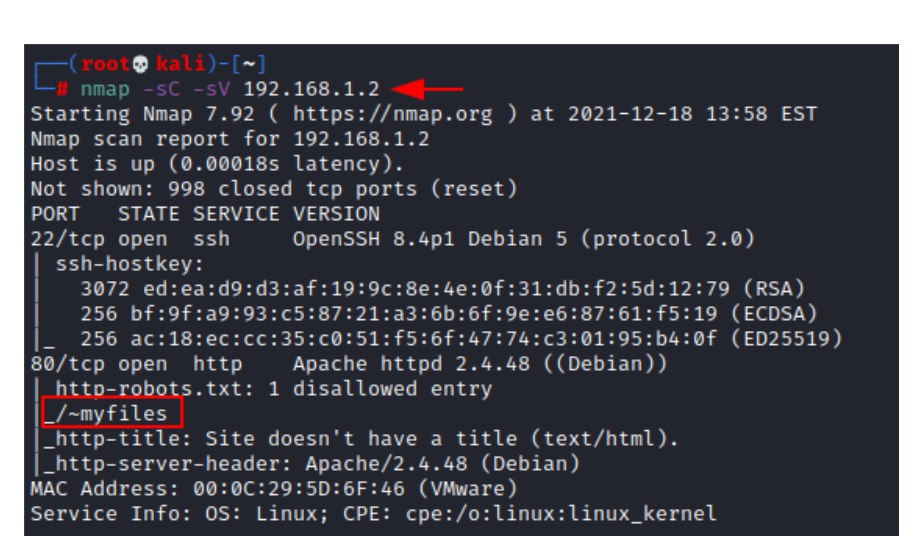 ┌──(root💀kali)-[~]
└─# nmap -sC -sV 192.168.1.2
Starting Nmap 7.92 ( https://nmap.org ) at 2021-12-18 13:58 EST
Nmap scan report for 192.168.1.2
Host is up (0.00018s latency).
Not shown: 998 closed tcp ports (reset)
PORT   STATE SERVICE VERSION
22/tcp open  ssh     OpenSSH 8.4p1 Debian 5 (protocol 2.0)
| ssh-hostkey:
|   3072 ed:ea:d9:d3:af:19:9c:8e:4e:0f:31:db:f2:5d:12:79 (RSA)
|   256 bf:9f:a9:93:c5:87:21:a3:6b:6f:9e:e6:87:61:f5:19 (ECDSA)
|_  256 ac:18:ec:cc:35:c0:51:f5:6f:47:74:c3:01:95:b4:0f (ED25519)
80/tcp open  http    Apache httpd 2.4.48 ((Debian))
| http-robots.txt: 1 disallowed entry
|_/~myfiles
|_http-title: Site doesn't have a title (text/html).
|_http-server-header: Apache/2.4.48 (Debian)
MAC Address: 00:0C:29:5D:6F:46 (VMware)
Service Info: OS: Linux; CPE: cpe:/o:linux:linux_kernel